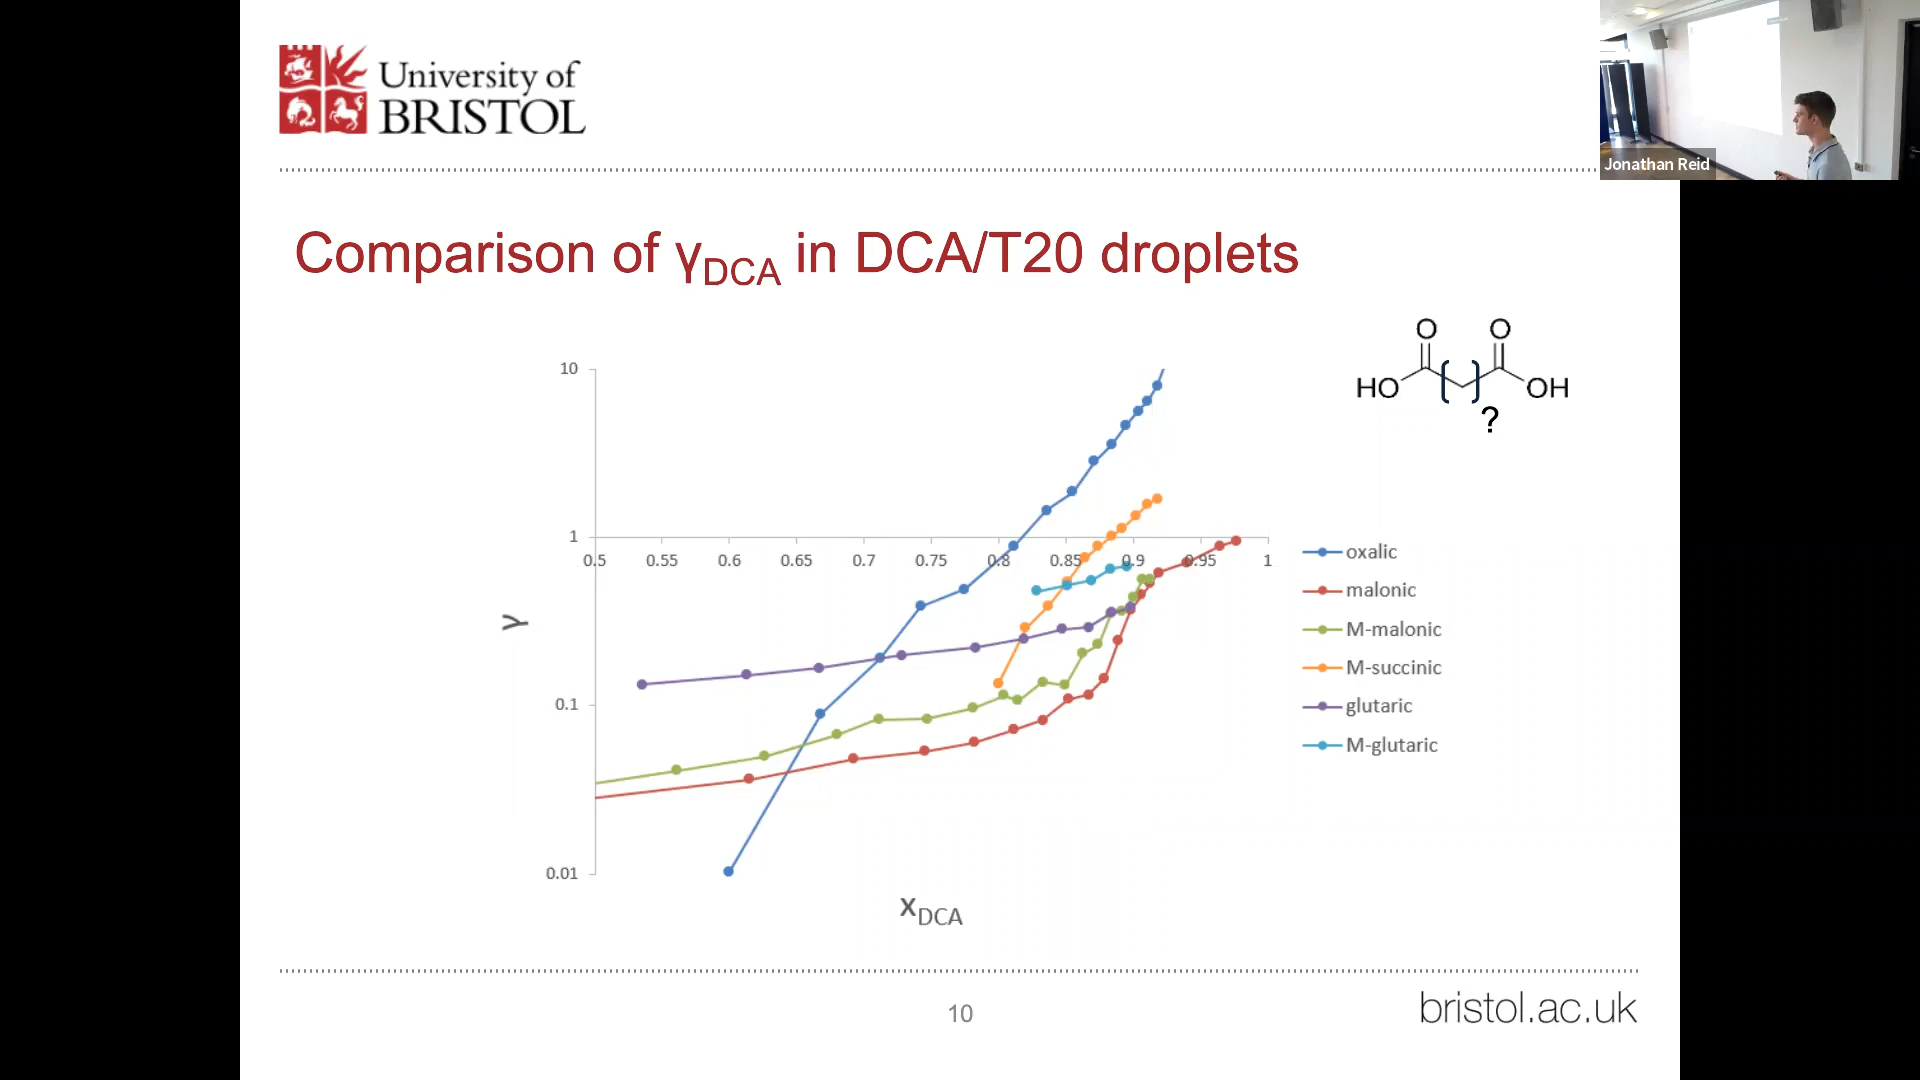 University of
BRISTOL
Jonathan Reid
Comparison of γDCA in DCA/T20 droplets
O O
HO ( ) OH
?
10
1
0.5 0.55 0.6 0.65 0.7 0.75 0.8 0.85 0.9 0.95 1
0.1
0.01
γ
xDCA
oxalic
malonic
M-malonic
M-succinic
glutaric
M-glutaric
10
bristol.ac.uk